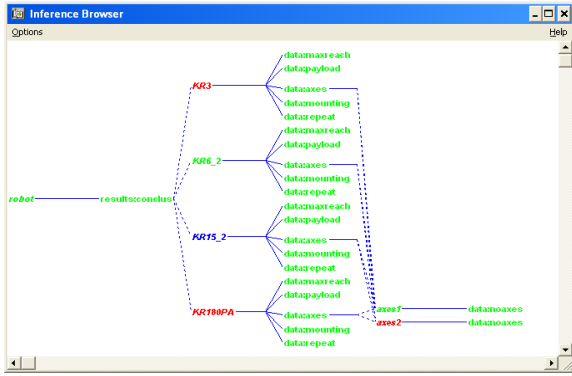 Inference Browser
Options Help
data:maxreach
data:payload
KR3 data:axes
data:mounting
data:repeat
data:maxreach
data:payload
KR6_2 data:axes
data:mounting
data:repeat
robot results:conclus
data:maxreach
data:payload
KR15_2 data:axes
data:mounting
data:repeat
data:maxreach
data:payload
KR180PA data:axes
data:mounting
data:repeat
axes1 data:noaxes
axes2 data:noaxes